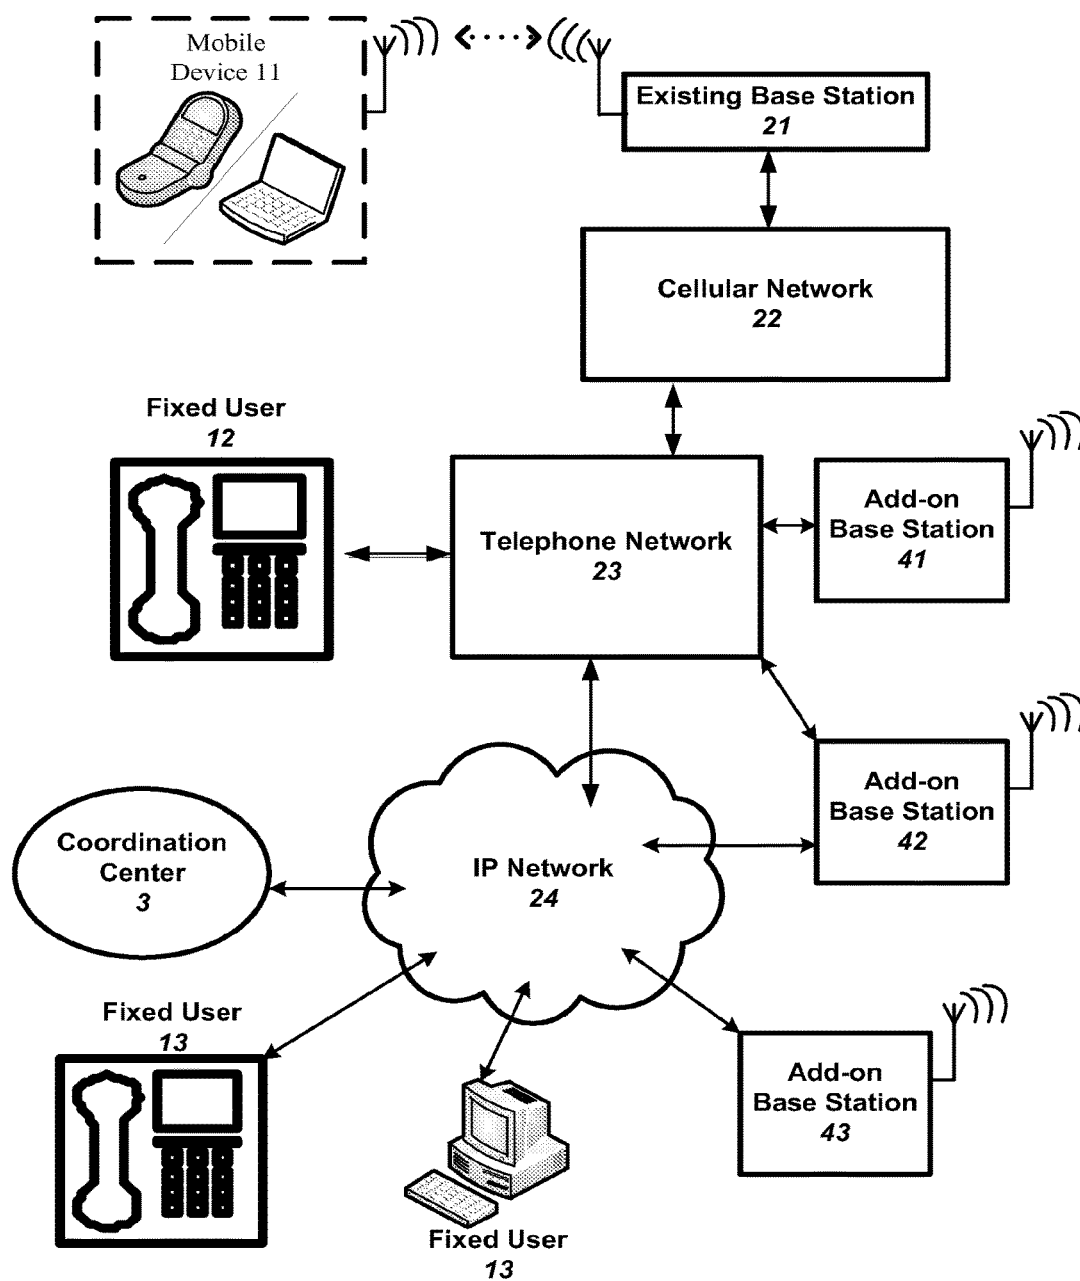 Mobile
Device 11
Existing Base Station
21
Cellular Network
22
Fixed User
12
Telephone Network
23
Add-on
Base Station
41
Add-on
Base Station
42
Coordination
Center
3
IP Network
24
Fixed User
13
Add-on
Base Station
43
Fixed User
13